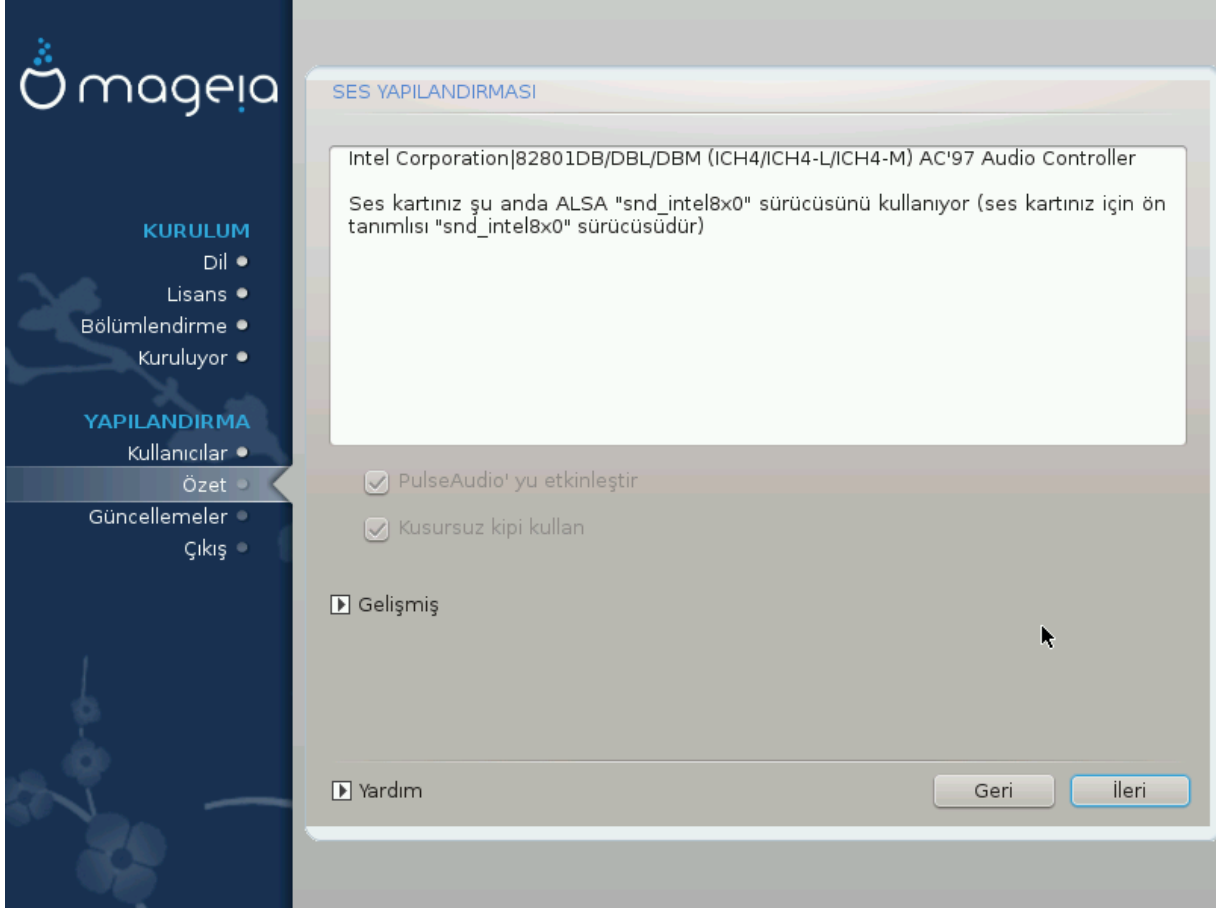 mageia
KURULUM
Dil
Lisans
Bölümlendirme
Kuruluyor
YAPILANDIRMA
Kullanıcılar
Özet
Güncellemeler
Çıkış
SES YAPILANDIRMASI
Intel Corporation|82801DB/DBL/DBM (ICH4/ICH4-L/ICH4-M) AC'97 Audio Controller
Ses kartınız şu anda ALSA "snd_intel8x0" sürücüsünü kullanıyor (ses kartınız için ön
tanımlısı "snd_intel8x0" sürücüsüdür)
PulseAudio' yu etkinleştir
Kusursuz kipi kullan
Gelişmiş
Yardım
Geri
İleri